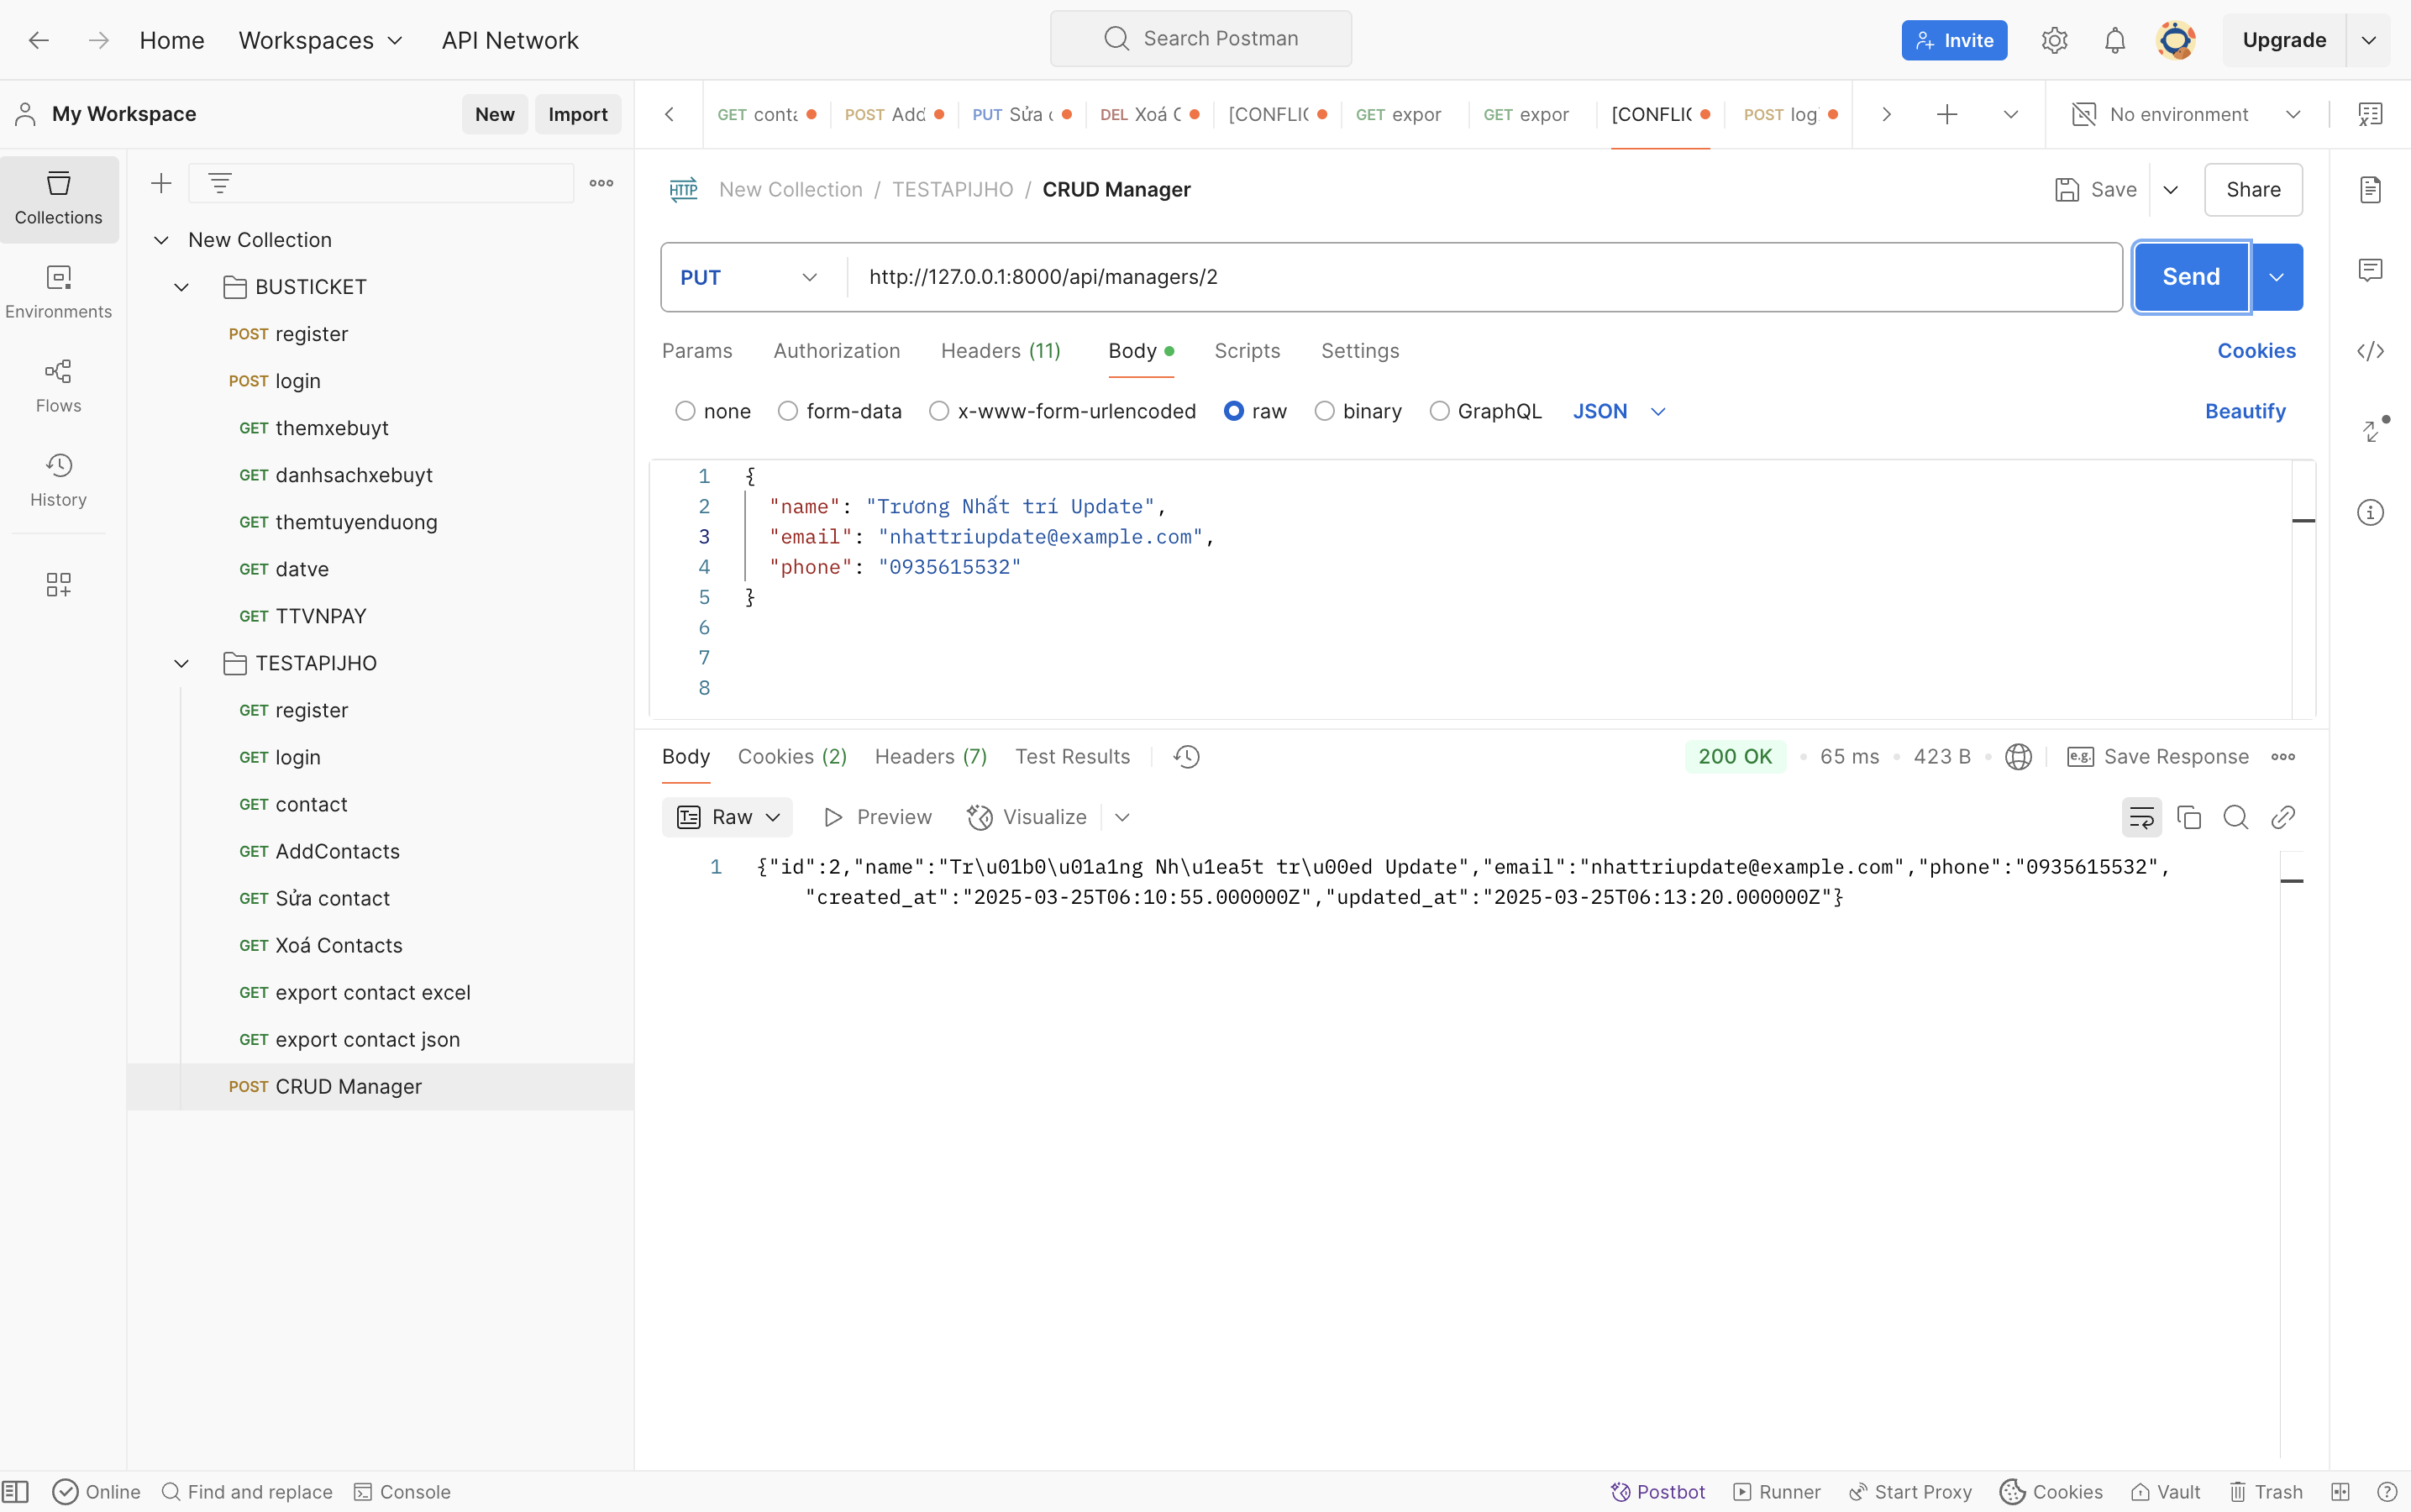 Home Workspaces API Network Search Postman Invite Upgrade
My Workspace New Import
GET conta POST Add PUT Sửa c DEL Xoá C [CONFLIC GET expor GET expor [CONFLIC POST log No environment
Collections
Environments
Flows
History
New Collection
BUSTICKET
POST register
POST login
GET themxebuyt
GET danhsachxebuyt
GET themtuyenduong
GET datve
GET TTVNPAY
TESTAPIJHO
GET register
GET login
GET contact
GET AddContacts
GET Sửa contact
GET Xoá Contacts
GET export contact excel
GET export contact json
POST CRUD Manager
HTTP New Collection / TESTAPIJHO / CRUD Manager Save Share
PUT http://127.0.0.1:8000/api/managers/2 Send
Params Authorization Headers (11) Body Scripts Settings Cookies
none form-data x-www-form-urlencoded raw binary GraphQL JSON Beautify
1 {
2 "name": "Trương Nhất trí Update",
3 "email": "nhattriupdate@example.com",
4 "phone": "0935615532"
5 }
6
7
8
Body Cookies (2) Headers (7) Test Results 200 OK • 65 ms • 423 B • e.g. Save Response
Raw Preview Visualize
1 {"id":2,"name":"Tr\u01b0\u01a1ng Nh\u1ea5t tr\u00ed Update","email":"nhattriupdate@example.com","phone":"0935615532",
"created_at":"2025-03-25T06:10:55.000000Z","updated_at":"2025-03-25T06:13:20.000000Z"}
Online Find and replace Console Postbot Runner Start Proxy Cookies Vault Trash